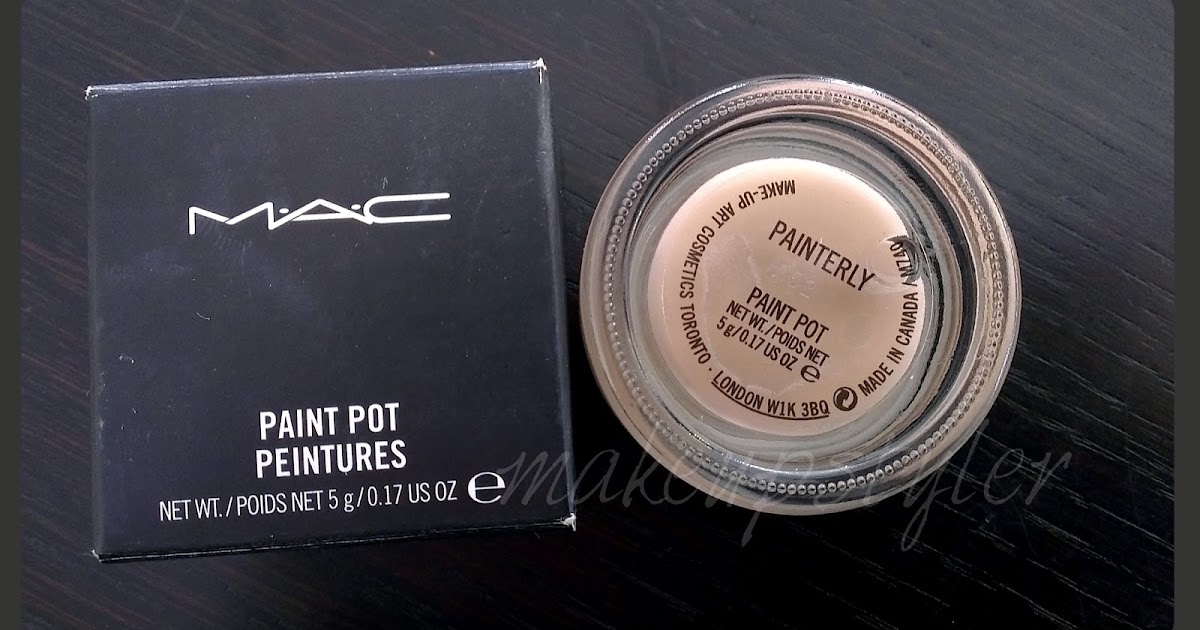 M·A·C
PAINT POT
PEINTURES
NET WT. / POIDS NET 5 g / 0.17 US OZ ℮
PAINTERLY
PAINT POT
NET WT. / POIDS NET
5 g / 0.17 US OZ ℮
MAKE-UP ART COSMETICS TORONTO · LONDON W1K 3BQ
MADE IN CANADA
makeupstyler